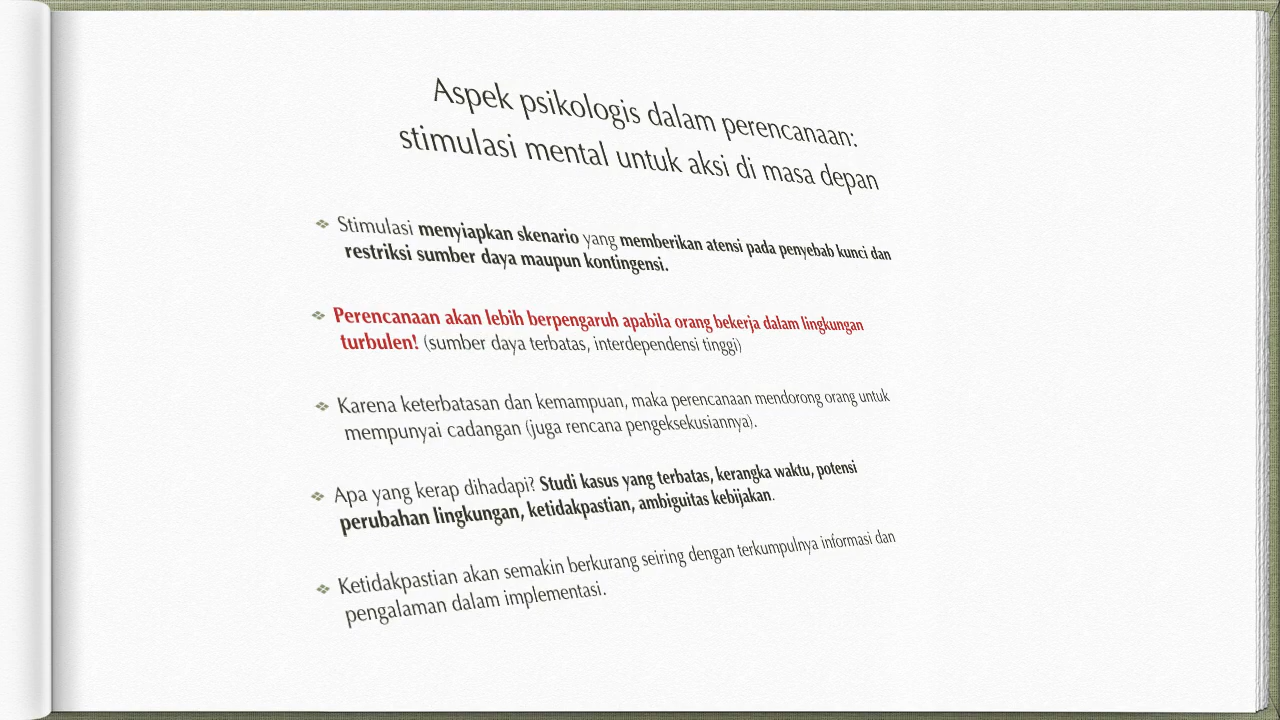 Aspek psikologis dalam perencanaan:
stimulasi mental untuk aksi di masa depan
Stimulasi menyiapkan skenario yang memberikan atensi pada penyebab kunci dan
restriksi sumber daya maupun kontingensi.
Perencanaan akan lebih berpengaruh apabila orang bekerja dalam lingkungan
turbulen! (sumber daya terbatas, interdependensi tinggi)
Karena keterbatasan dan kemampuan, maka perencanaan mendorong orang untuk
mempunyai cadangan (juga rencana pengeksekusiannya).
Apa yang kerap dihadapi? Studi kasus yang terbatas, kerangka waktu, potensi
perubahan lingkungan, ketidakpastian, ambiguitas kebijakan.
Ketidakpastian akan semakin berkurang seiring dengan terkumpulnya informasi dan
pengalaman dalam implementasi.